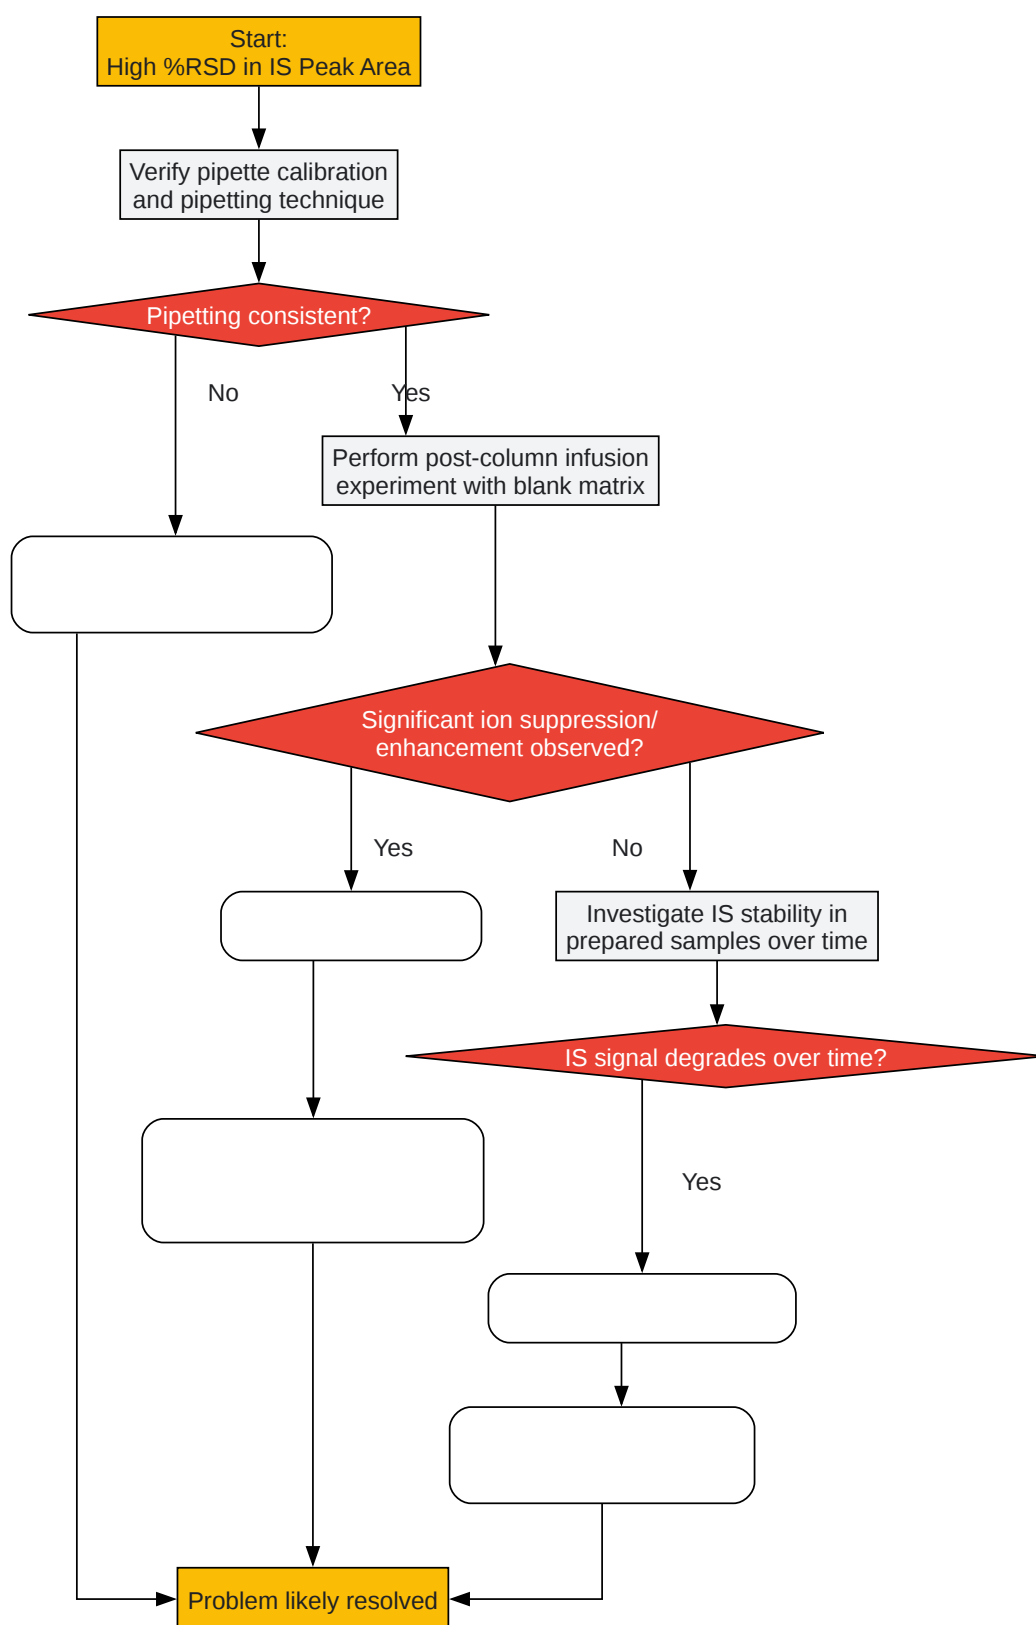 Start:
High %RSD in IS Peak Area
Verify pipette calibration
and pipetting technique
Pipetting consistent?
No
Yes
Perform post-column infusion
experiment with blank matrix
Significant ion suppression/
enhancement observed?
Yes
No
Investigate IS stability in
prepared samples over time
IS signal degrades over time?
Yes
Problem likely resolved